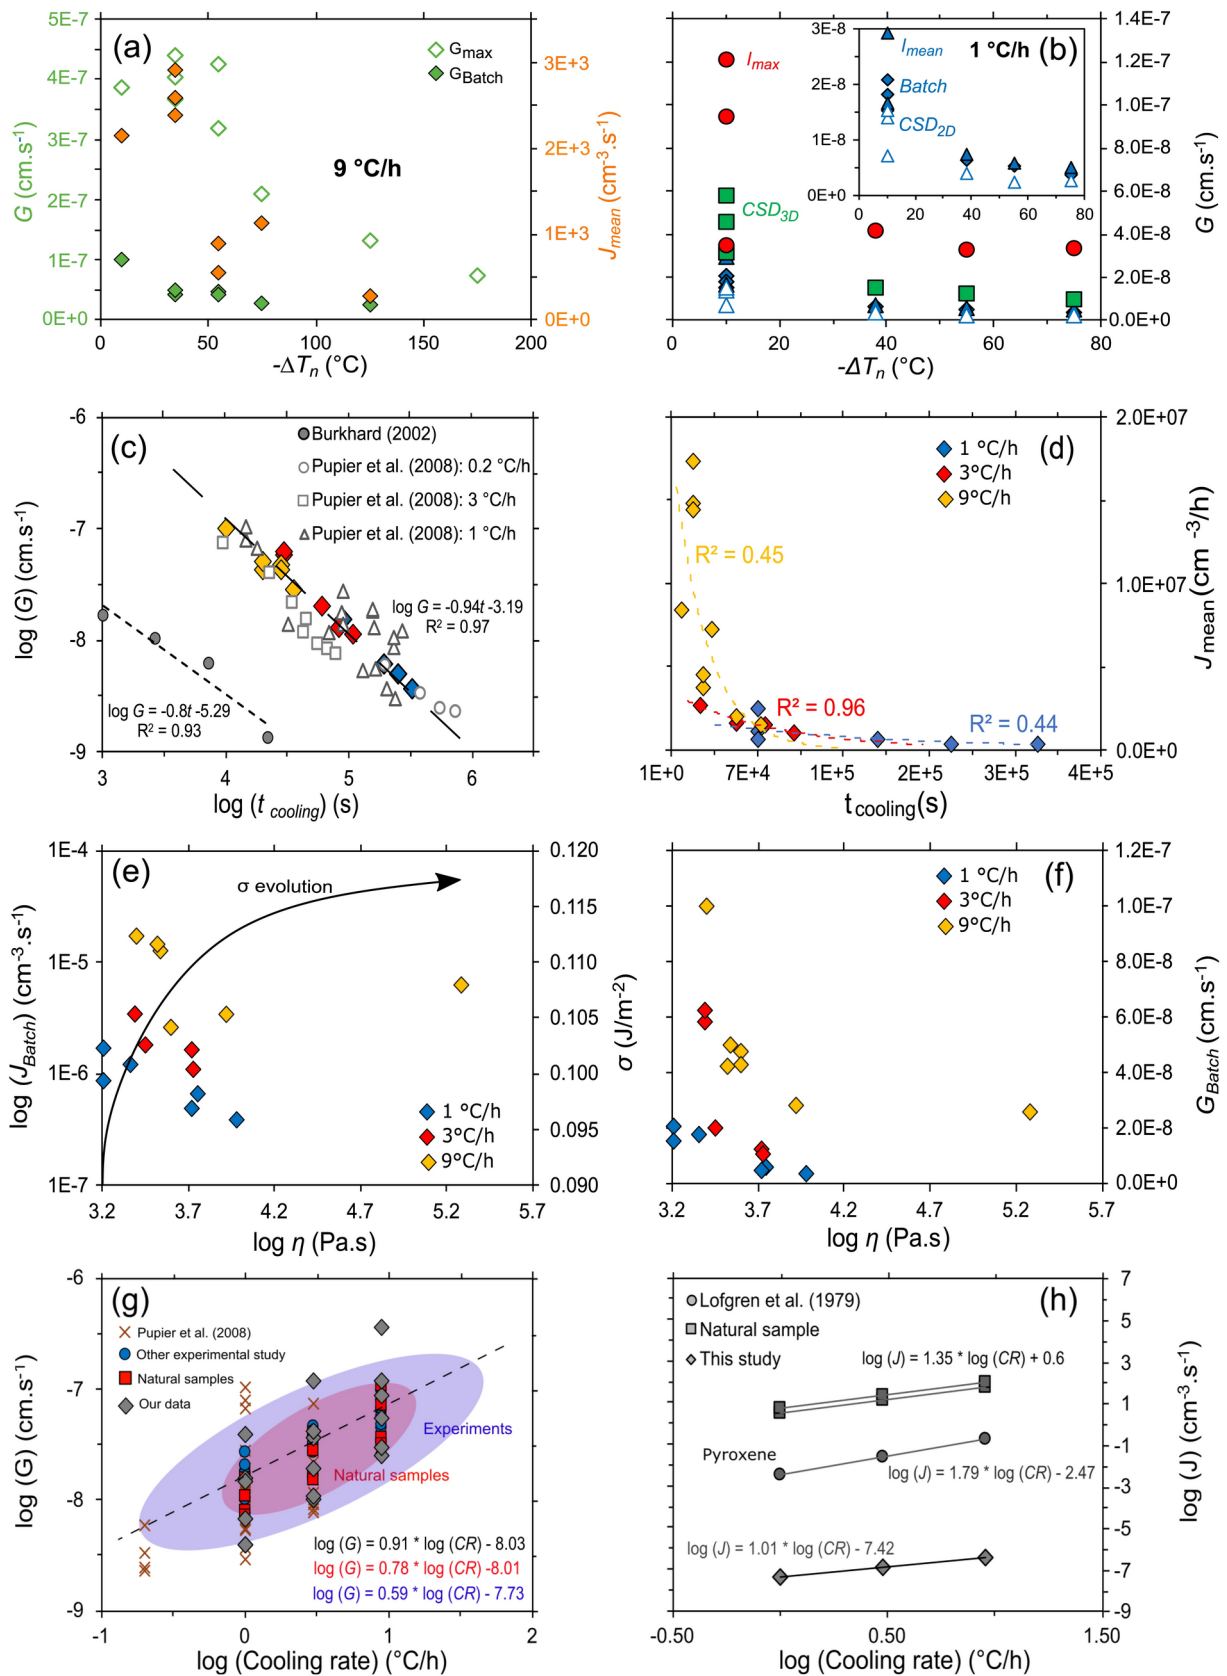 (a)
5E-7
4E-7
3E-7
2E-7
1E-7
0E+0
G (cm.s-1)
Gmax
GBatch
9 °C/h
3E+3
2E+3
1E+3
0E+0
Jmean (cm-3.s-1)
0 50 100 150 200
-ΔTn (°C)
(b)
1 °C/h
Imax
CSD3D
3E-8
2E-8
1E-8
0E+0
Imean
Batch
CSD2D
0 20 40 60 80
1.4E-7
1.2E-7
1.0E-7
8.0E-8
6.0E-8
4.0E-8
2.0E-8
0.0E+0
G (cm.s-1)
0 20 40 60 80
-ΔTn (°C)
(c)
-6
-7
-8
-9
log (G) (cm.s-1)
Burkhard (2002)
Pupier et al. (2008): 0.2 °C/h
Pupier et al. (2008): 3 °C/h
Pupier et al. (2008): 1 °C/h
log G = -0.94t -3.19
R² = 0.97
log G = -0.8t -5.29
R² = 0.93
3 4 5 6
log (t cooling) (s)
(d)
1 °C/h
3°C/h
9°C/h
R² = 0.45
R² = 0.96
R² = 0.44
2.0E+07
1.0E+07
0.0E+0
Jmean (cm -3/h)
1E+0 7E+4 1E+5 2E+5 3E+5 4E+5
tcooling(s)
(e)
1E-4
1E-5
1E-6
1E-7
log (JBatch) (cm-3.s-1)
σ evolution
1 °C/h
3°C/h
9°C/h
0.120
0.115
0.110
0.105
0.100
0.095
0.090
σ (J/m-2)
3.2 3.7 4.2 4.7 5.2 5.7
log η (Pa.s)
(f)
1 °C/h
3°C/h
9°C/h
1.2E-7
1.0E-7
8.0E-8
6.0E-8
4.0E-8
2.0E-8
0.0E+0
GBatch (cm.s-1)
3.2 3.7 4.2 4.7 5.2 5.7
log η (Pa.s)
(g)
-6
-7
-8
-9
log (G) (cm.s-1)
Pupier et al. (2008)
Other experimental study
Natural samples
Our data
Experiments
Natural samples
log (G) = 0.91 * log (CR) - 8.03
log (G) = 0.78 * log (CR) -8.01
log (G) = 0.59 * log (CR) - 7.73
-1 0 1 2
log (Cooling rate) (°C/h)
(h)
Lofgren et al. (1979)
Natural sample
This study
log (J) = 1.35 * log (CR) + 0.6
Pyroxene
log (J) = 1.79 * log (CR) - 2.47
log (J) = 1.01 * log (CR) - 7.42
7
5
3
1
-1
-3
-5
-7
-9
log (J) (cm-3.s-1)
-0.50 0.50 1.50
log (Cooling rate) (°C/h)